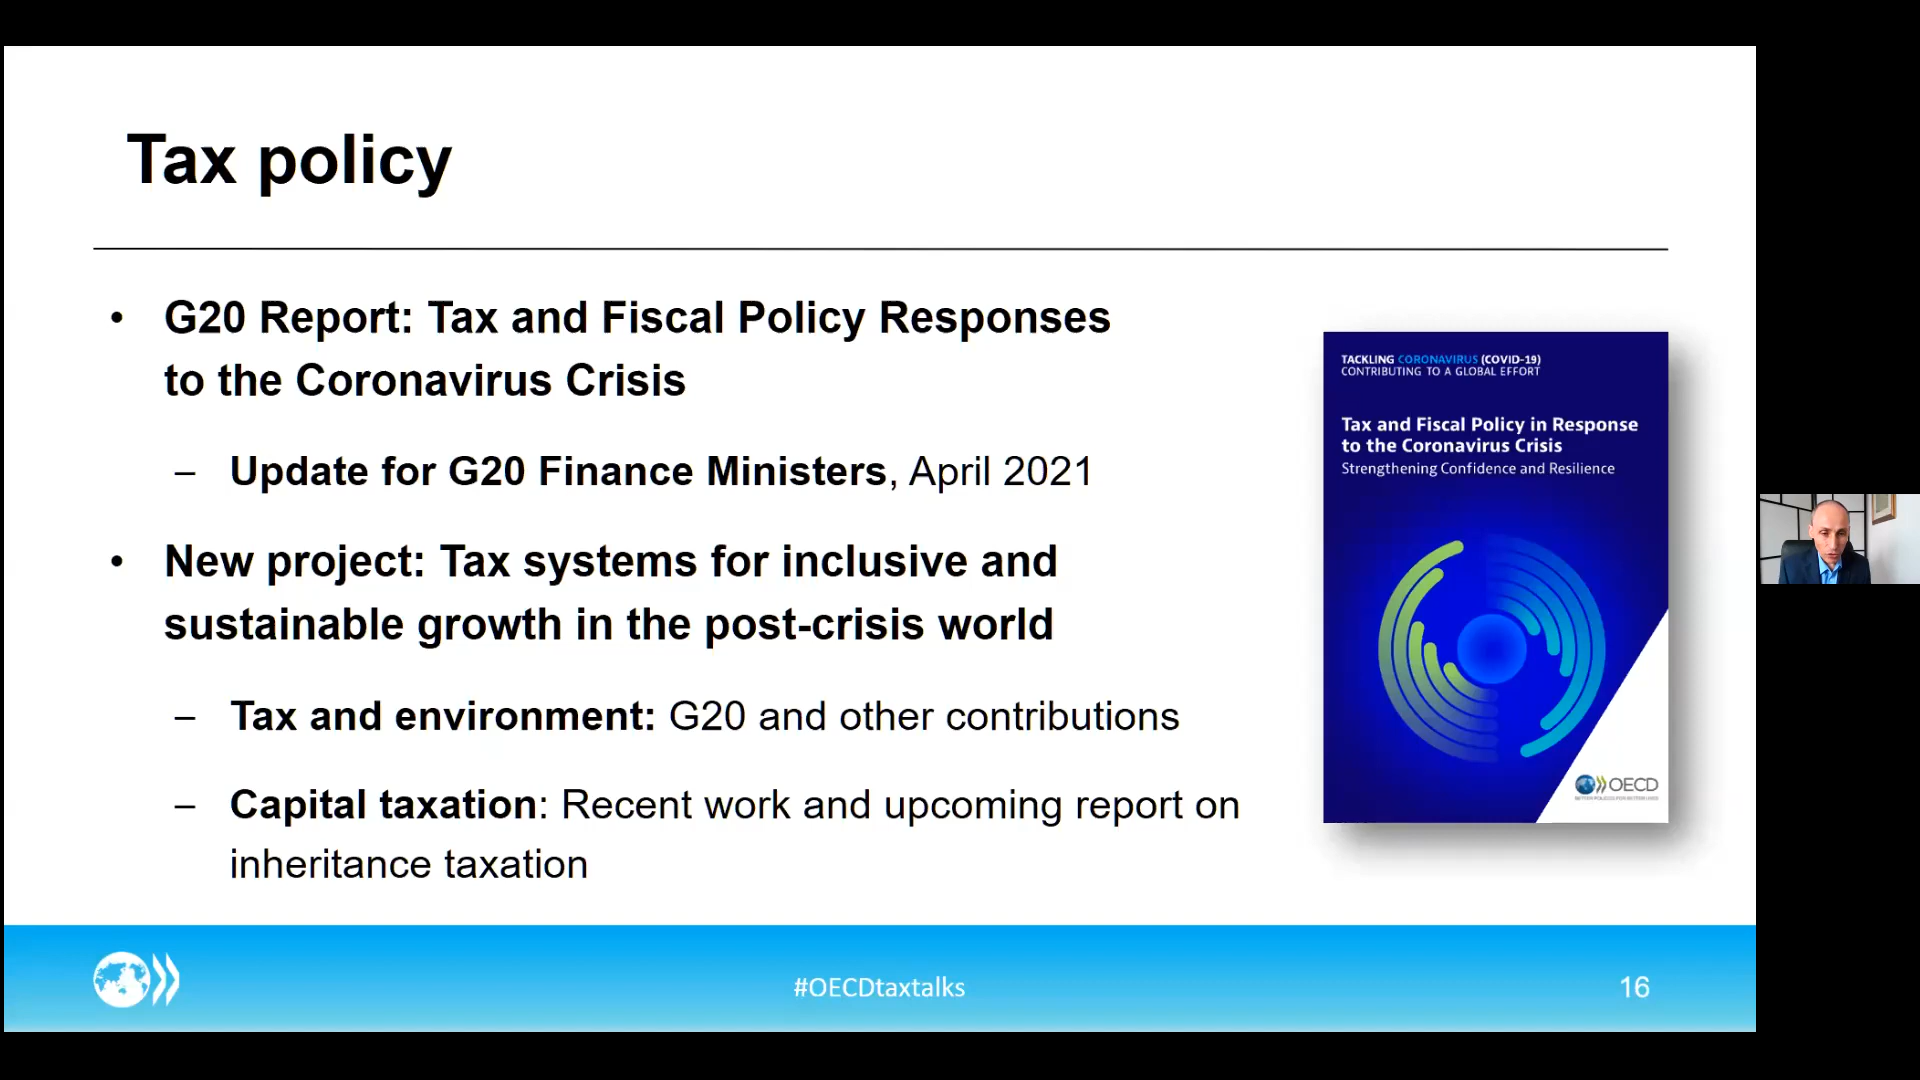 Tax policy
• G20 Report: Tax and Fiscal Policy Responses
to the Coronavirus Crisis
– Update for G20 Finance Ministers, April 2021
• New project: Tax systems for inclusive and
sustainable growth in the post-crisis world
– Tax and environment: G20 and other contributions
– Capital taxation: Recent work and upcoming report on
inheritance taxation
TACKLING CORONAVIRUS (COVID-19)
CONTRIBUTING TO A GLOBAL EFFORT
Tax and Fiscal Policy in Response
to the Coronavirus Crisis
Strengthening Confidence and Resilience
OECD
#OECDtaxtalks
16